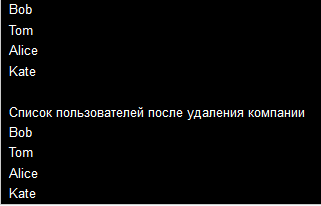 Bob
Tom
Alice
Kate
Список пользователей после удаления компании
Bob
Tom
Alice
Kate